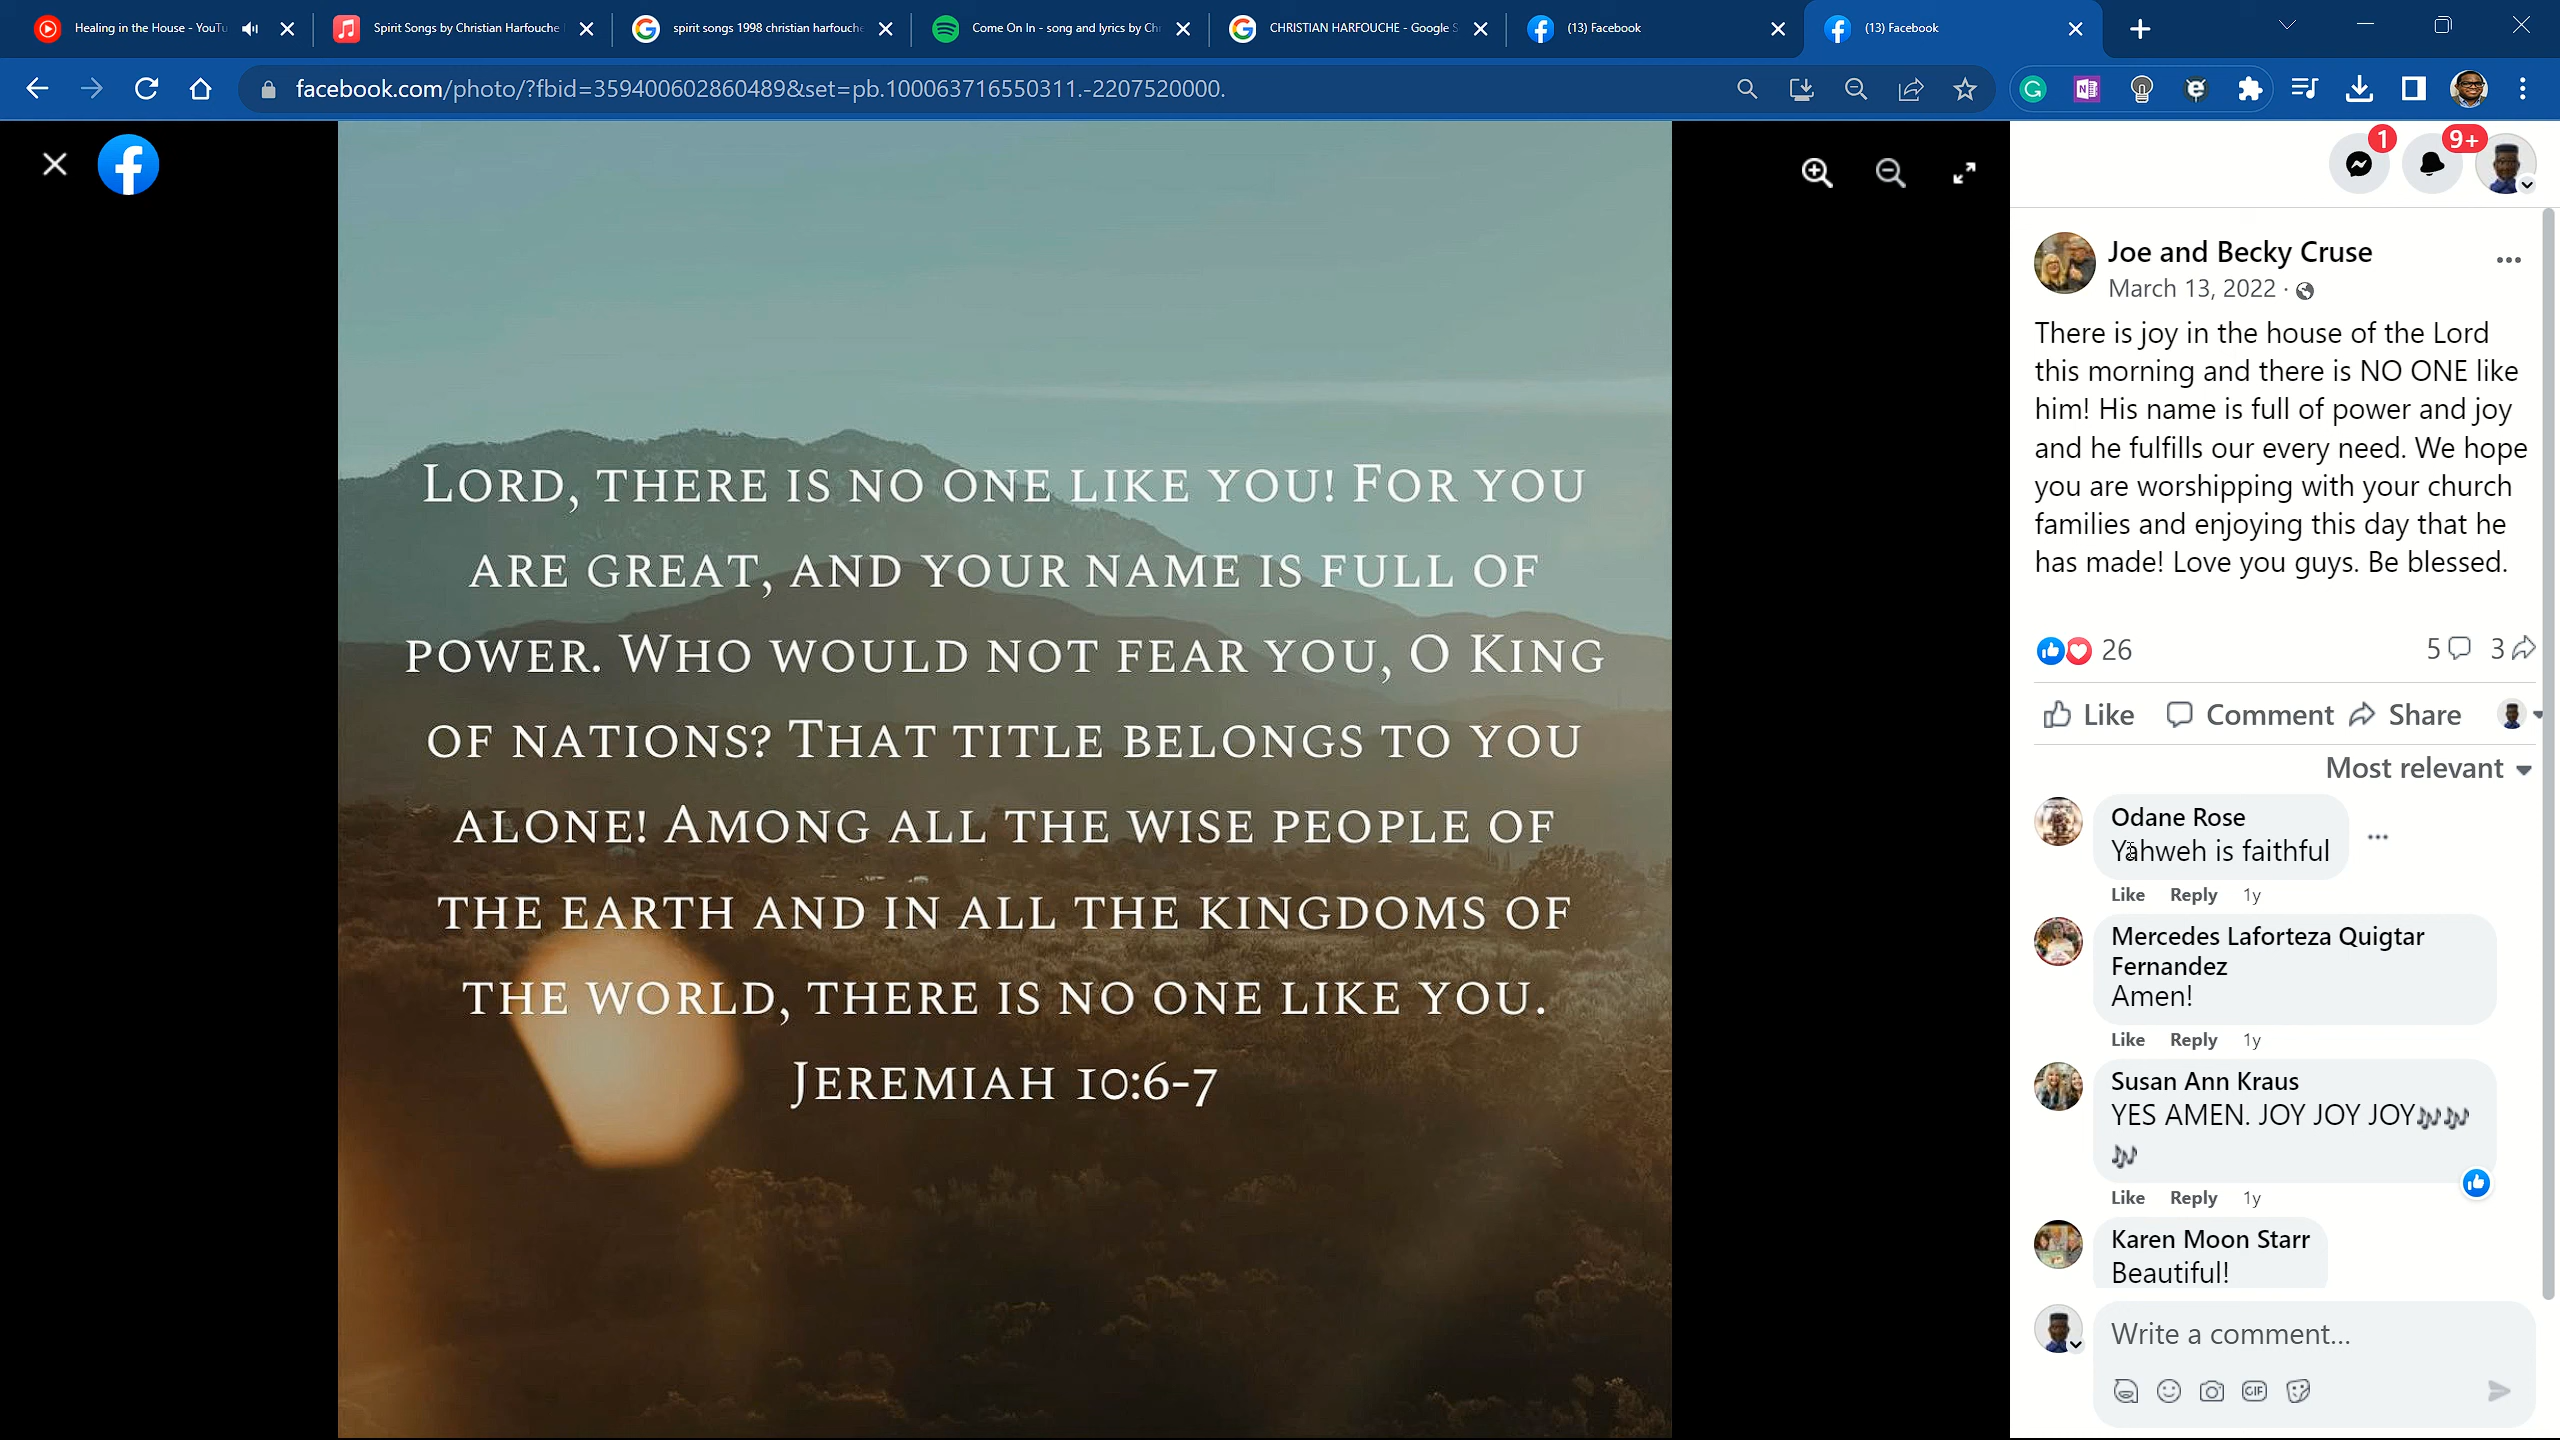 Healing in the House - YouTu
Spirit Songs by Christian Harfouche
spirit songs 1998 christian harfouche
Come On In - song and lyrics by Ch
CHRISTIAN HARFOUCHE - Google S
(13) Facebook
(13) Facebook
facebook.com/photo/?fbid=359400602860489&set=pb.100063716550311.-2207520000.
1
9+
LORD, THERE IS NO ONE LIKE YOU! FOR YOU
ARE GREAT, AND YOUR NAME IS FULL OF
POWER. WHO WOULD NOT FEAR YOU, O KING
OF NATIONS? THAT TITLE BELONGS TO YOU
ALONE! AMONG ALL THE WISE PEOPLE OF
THE EARTH AND IN ALL THE KINGDOMS OF
THE WORLD, THERE IS NO ONE LIKE YOU.
JEREMIAH 10:6-7
Joe and Becky Cruse
March 13, 2022 ·
There is joy in the house of the Lord
this morning and there is NO ONE like
him! His name is full of power and joy
and he fulfills our every need. We hope
you are worshipping with your church
families and enjoying this day that he
has made! Love you guys. Be blessed.
26 5 3
Like Comment Share
Most relevant
Odane Rose
Yahweh is faithful
Like Reply 1y
Mercedes Laforteza Quigtar
Fernandez
Amen!
Like Reply 1y
Susan Ann Kraus
YES AMEN. JOY JOY JOY🎶🎶
🎶
Like Reply 1y
Karen Moon Starr
Beautiful!
Write a comment...
GIF